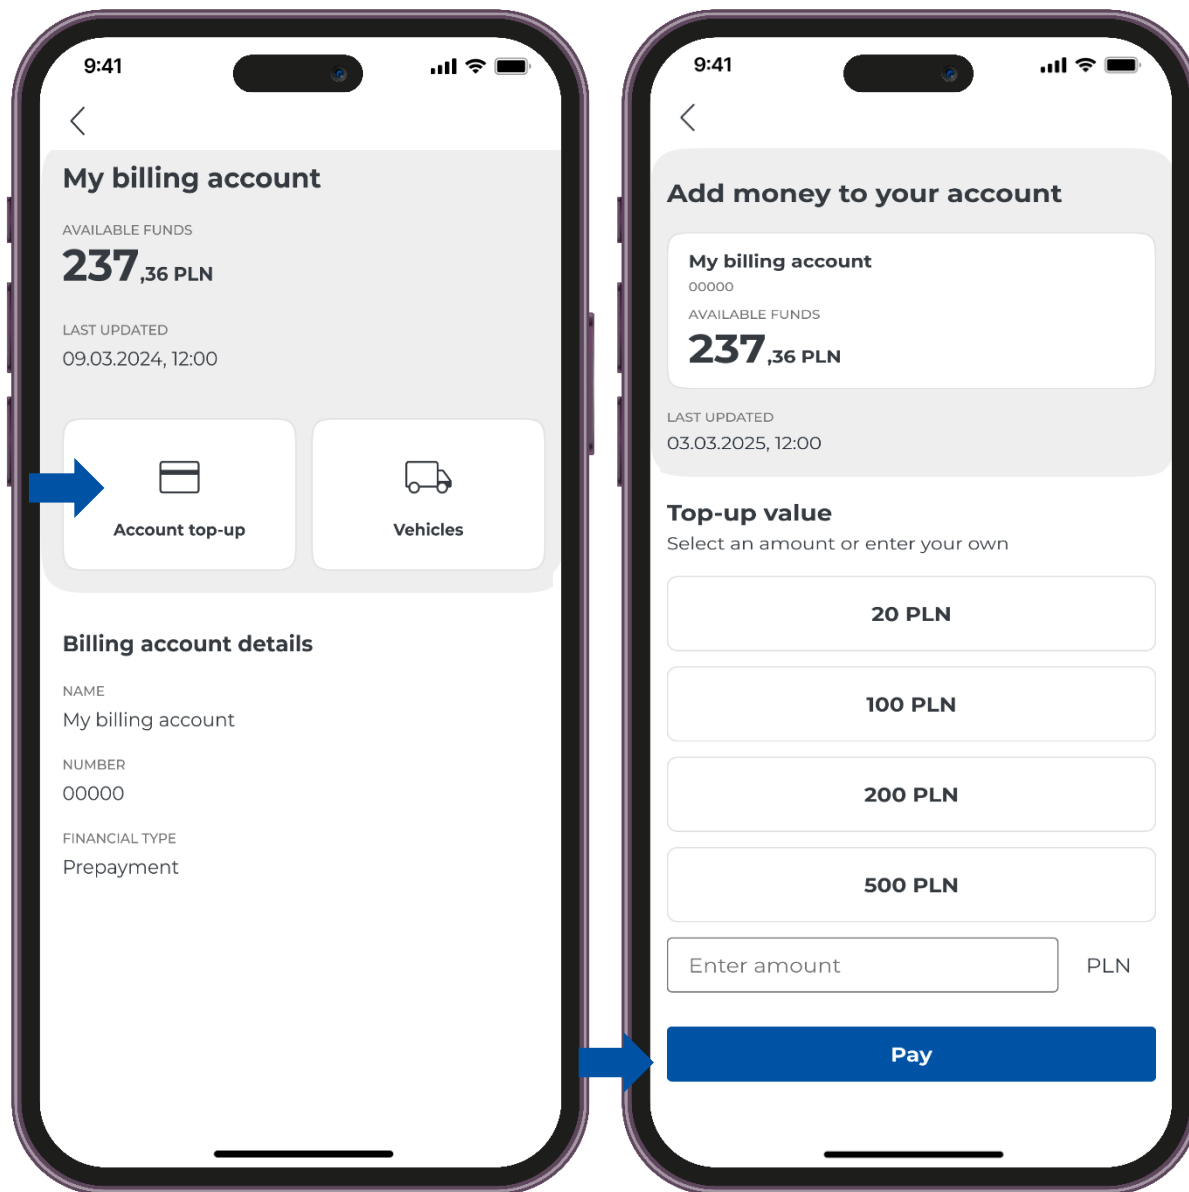 9:41
My billing account
AVAILABLE FUNDS
237,36 PLN
LAST UPDATED
09.03.2024, 12:00
Account top-up
Vehicles
Billing account details
NAME
My billing account
NUMBER
00000
FINANCIAL TYPE
Prepayment
9:41
Add money to your account
My billing account
00000
AVAILABLE FUNDS
237,36 PLN
LAST UPDATED
03.03.2025, 12:00
Top-up value
Select an amount or enter your own
20 PLN
100 PLN
200 PLN
500 PLN
Enter amount PLN
Pay